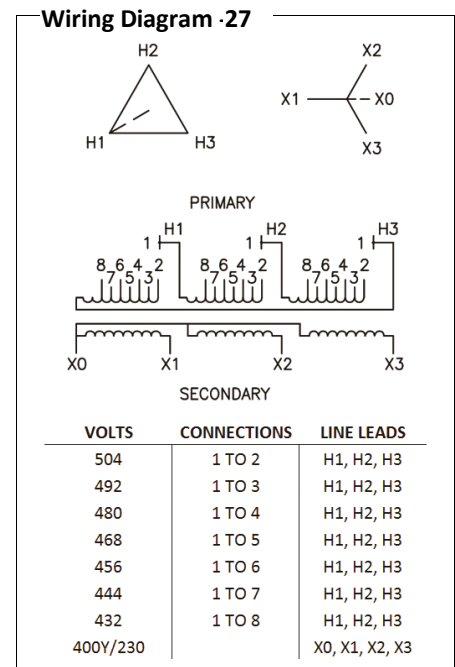 Wiring Diagram -27
H2
X2
X1
X0
H1
H3
X3
PRIMARY
1 H1 1 H2 1 H3
8 7 6 5 4 3 2 8 7 6 5 4 3 2 8 7 6 5 4 3 2
X0 X1 X2 X3
SECONDARY
VOLTS CONNECTIONS LINE LEADS
504 1 TO 2 H1, H2, H3
492 1 TO 3 H1, H2, H3
480 1 TO 4 H1, H2, H3
468 1 TO 5 H1, H2, H3
456 1 TO 6 H1, H2, H3
444 1 TO 7 H1, H2, H3
432 1 TO 8 H1, H2, H3
400Y/230 X0, X1, X2, X3